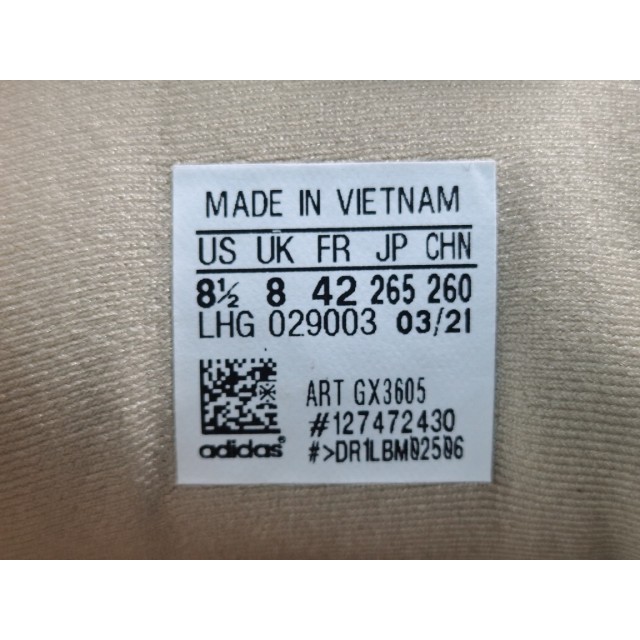 MADE IN VIETNAM
US UK FR JP CHN
8½ 8 42 265 260
LHG 029003 03/21
ART GX3605
#127472430
adidas® #>DR1LBM02506